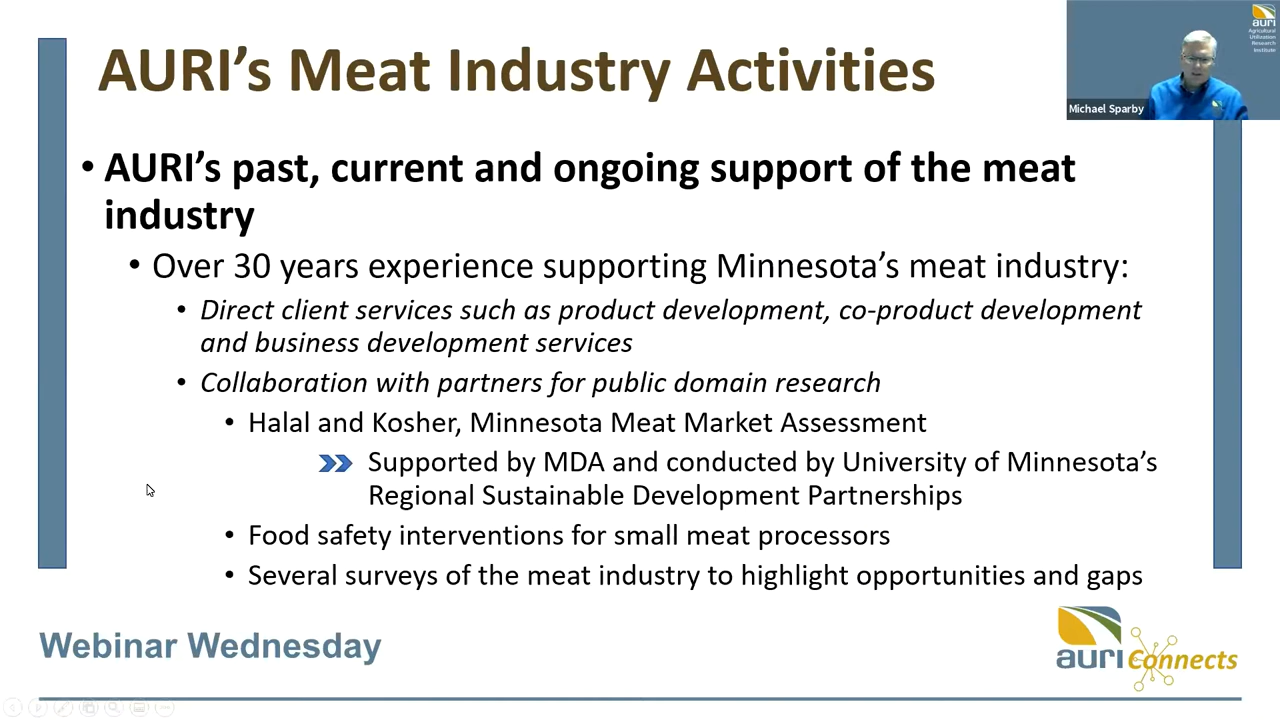 AURI's Meat Industry Activities
auri
Agricultural
Utilization
Research
Institute
Michael Sparby
• AURI's past, current and ongoing support of the meat
industry
• Over 30 years experience supporting Minnesota's meat industry:
• Direct client services such as product development, co-product development
and business development services
• Collaboration with partners for public domain research
• Halal and Kosher, Minnesota Meat Market Assessment
Supported by MDA and conducted by University of Minnesota's
Regional Sustainable Development Partnerships
• Food safety interventions for small meat processors
• Several surveys of the meat industry to highlight opportunities and gaps
Webinar Wednesday
auri Connects